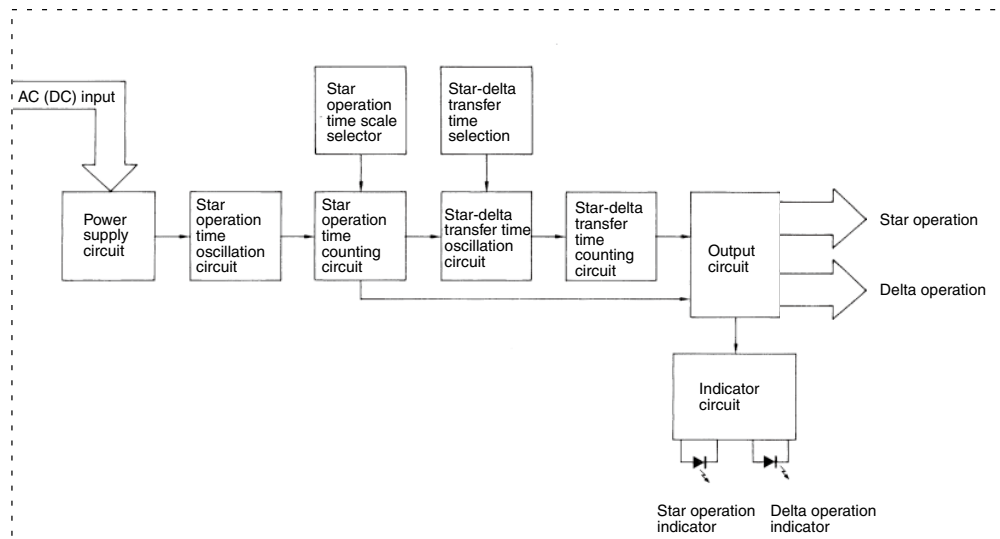 AC (DC) input
Star
operation
time scale
selector
Star-delta
transfer
time
selection
Power
supply
circuit
Star
operation
time
oscillation
circuit
Star
operation
time
counting
circuit
Star-delta
transfer time
oscillation
circuit
Star-delta
transfer
time
counting
circuit
Output
circuit
Star operation
Delta operation
Indicator
circuit
Star operation
indicator
Delta operation
indicator